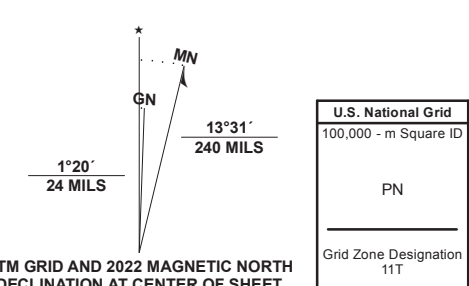 ★
MN
GN
1°20´
24 MILS
13°31´
240 MILS
TM GRID AND 2022 MAGNETIC NORTH
DECLINATION AT CENTER OF SHEET
U.S. National Grid
100,000 - m Square ID
PN
Grid Zone Designation
11T